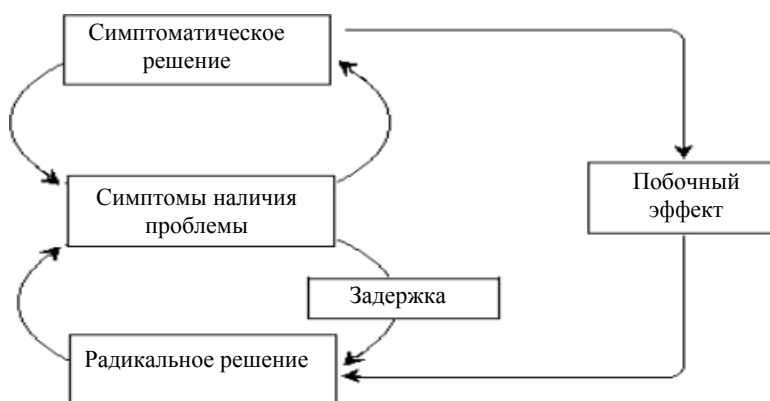 Симптоматическое
решение
Симптомы наличия
проблемы
Побочный
эффект
Задержка
Радикальное решение